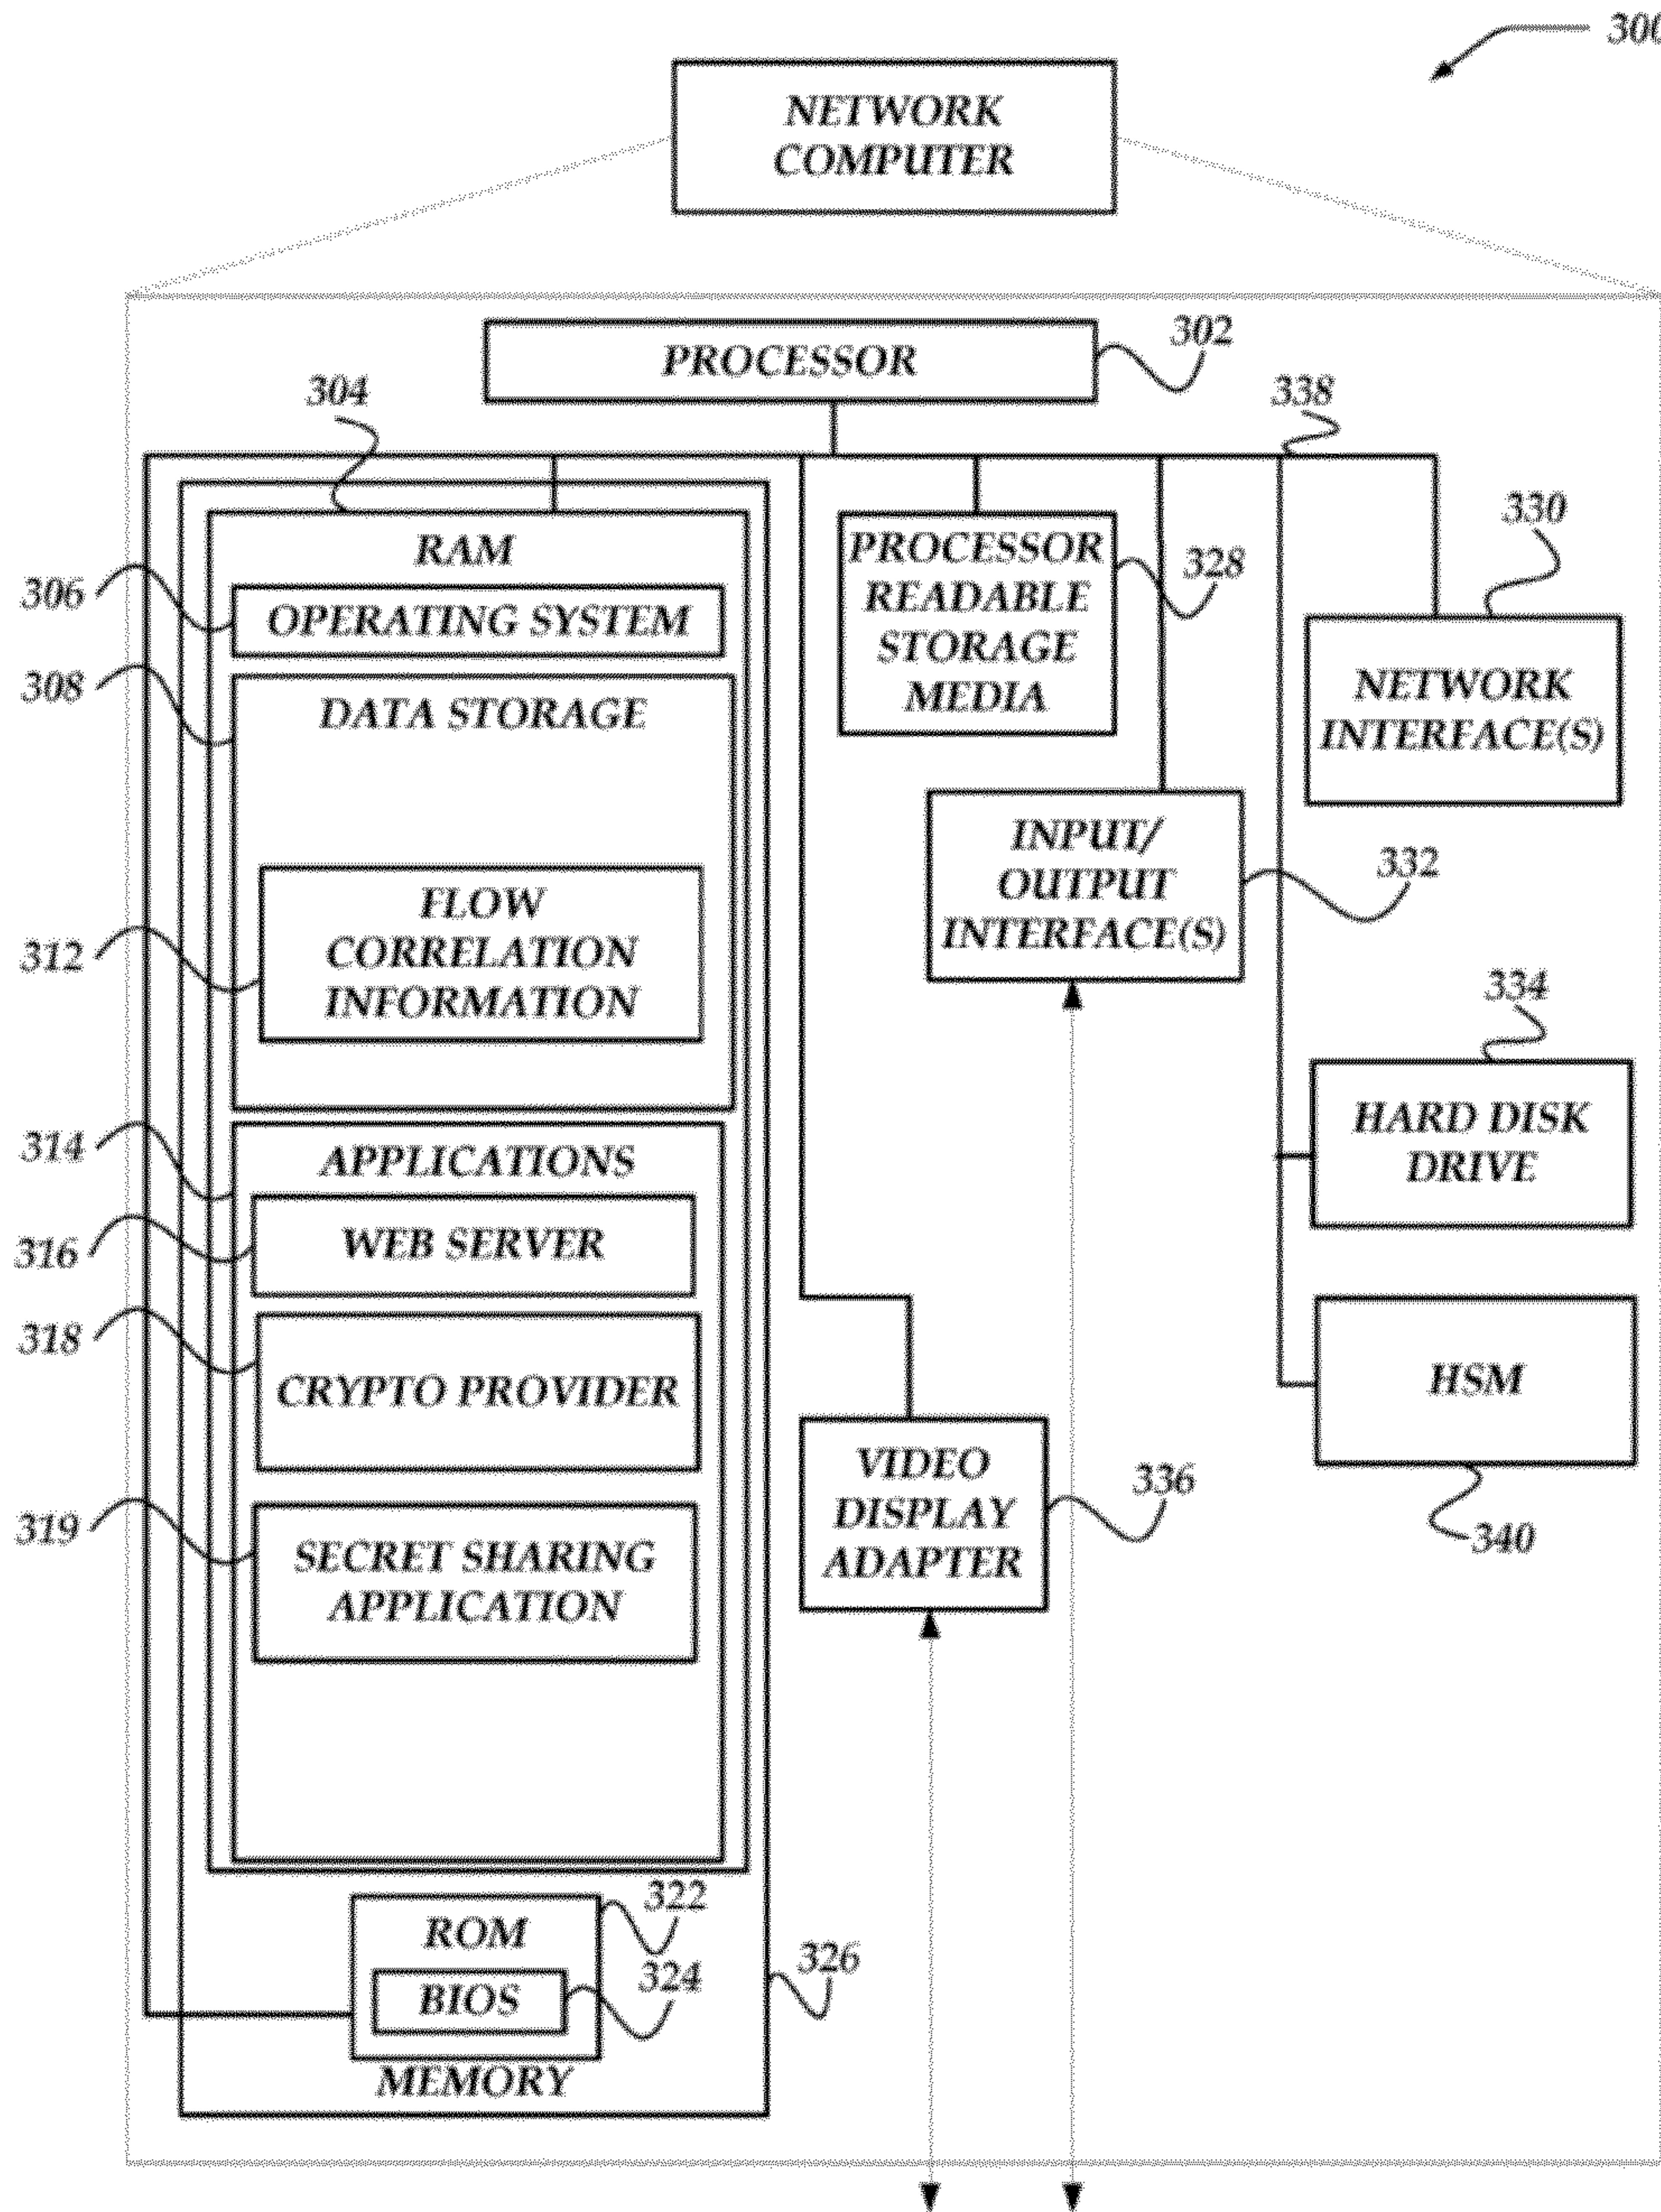 300
NETWORK
COMPUTER
PROCESSOR
302
304
338
RAM
306
OPERATING SYSTEM
308
DATA STORAGE
FLOW
CORRELATION
INFORMATION
312
314
APPLICATIONS
316
WEB SERVER
318
CRYPTO PROVIDER
319
SECRET SHARING
APPLICATION
ROM
322
BIOS
324
326
MEMORY
PROCESSOR
READABLE
STORAGE
MEDIA
328
330
NETWORK
INTERFACE(S)
INPUT/
OUTPUT
INTERFACE(S)
332
334
HARD DISK
DRIVE
HSM
340
VIDEO
DISPLAY
ADAPTER
336